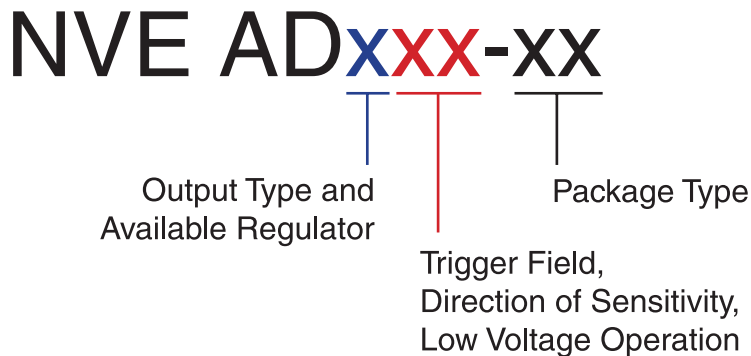 NVE ADxxx-xx
Output Type and
Available Regulator
Package Type
Trigger Field,
Direction of Sensitivity,
Low Voltage Operation